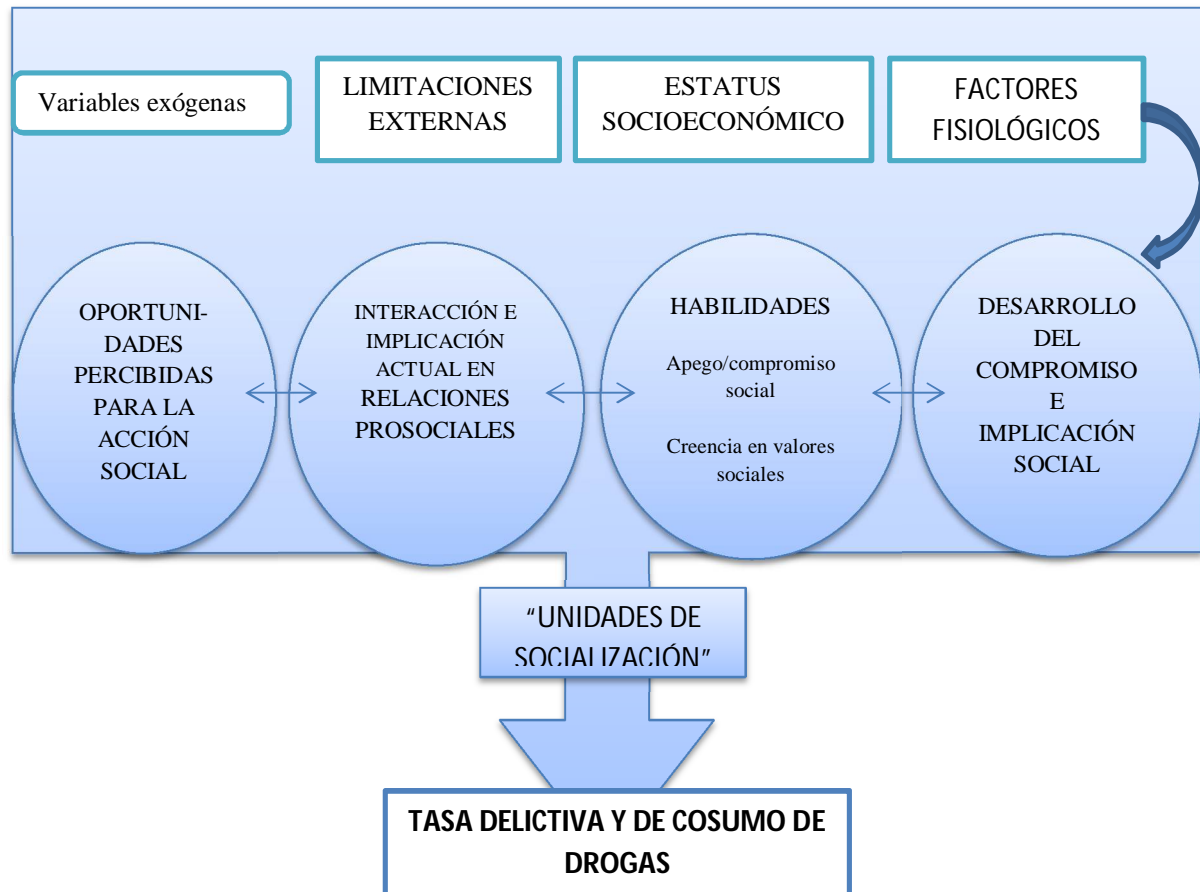 Variables exógenas
LIMITACIONES
EXTERNAS
ESTATUS
SOCIOECONÓMICO
FACTORES
FISIOLÓGICOS
OPORTUNI-
DADES
PERCIBIDAS
PARA LA
ACCIÓN
SOCIAL
INTERACCIÓN E
IMPLICACIÓN
ACTUAL EN
RELACIONES
PROSOCIALES
HABILIDADES
Apego/compromiso
social
Creencia en valores
sociales
DESARROLLO
DEL
COMPROMISO
E
IMPLICACIÓN
SOCIAL
“UNIDADES DE
SOCIALIZACIÓN”
TASA DELICTIVA Y DE COSUMO DE
DROGAS